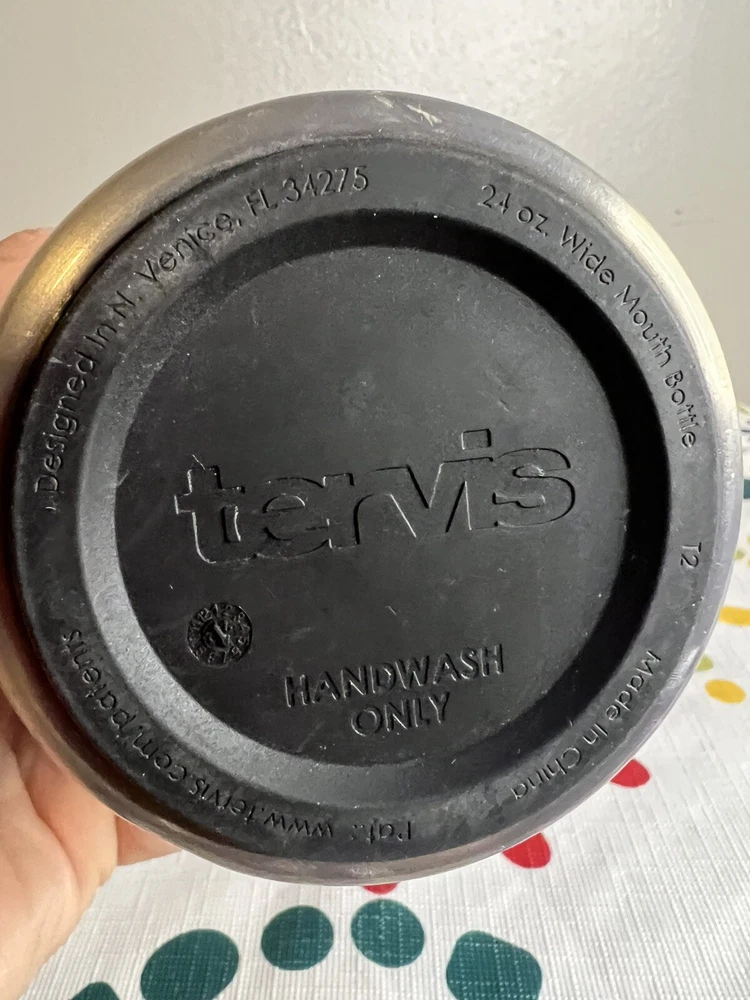 Designed in N. Venice, FL 34275
24 oz. Wide Mouth Bottle
T2
Made In China
Pat.: www.tervis.com/patents
tervis
HANDWASH
ONLY